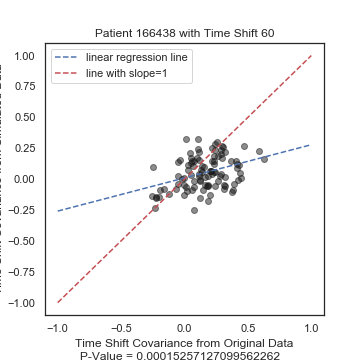 Patient 166438 with Time Shift 60
linear regression line
line with slope=1
1.00
0.75
0.50
0.25
0.00
−0.25
−0.50
−0.75
−1.00
−1.0
−0.5
0.0
0.5
1.0
Time Shift Covariance from Original Data
P-Value = 0.00015257127099562262